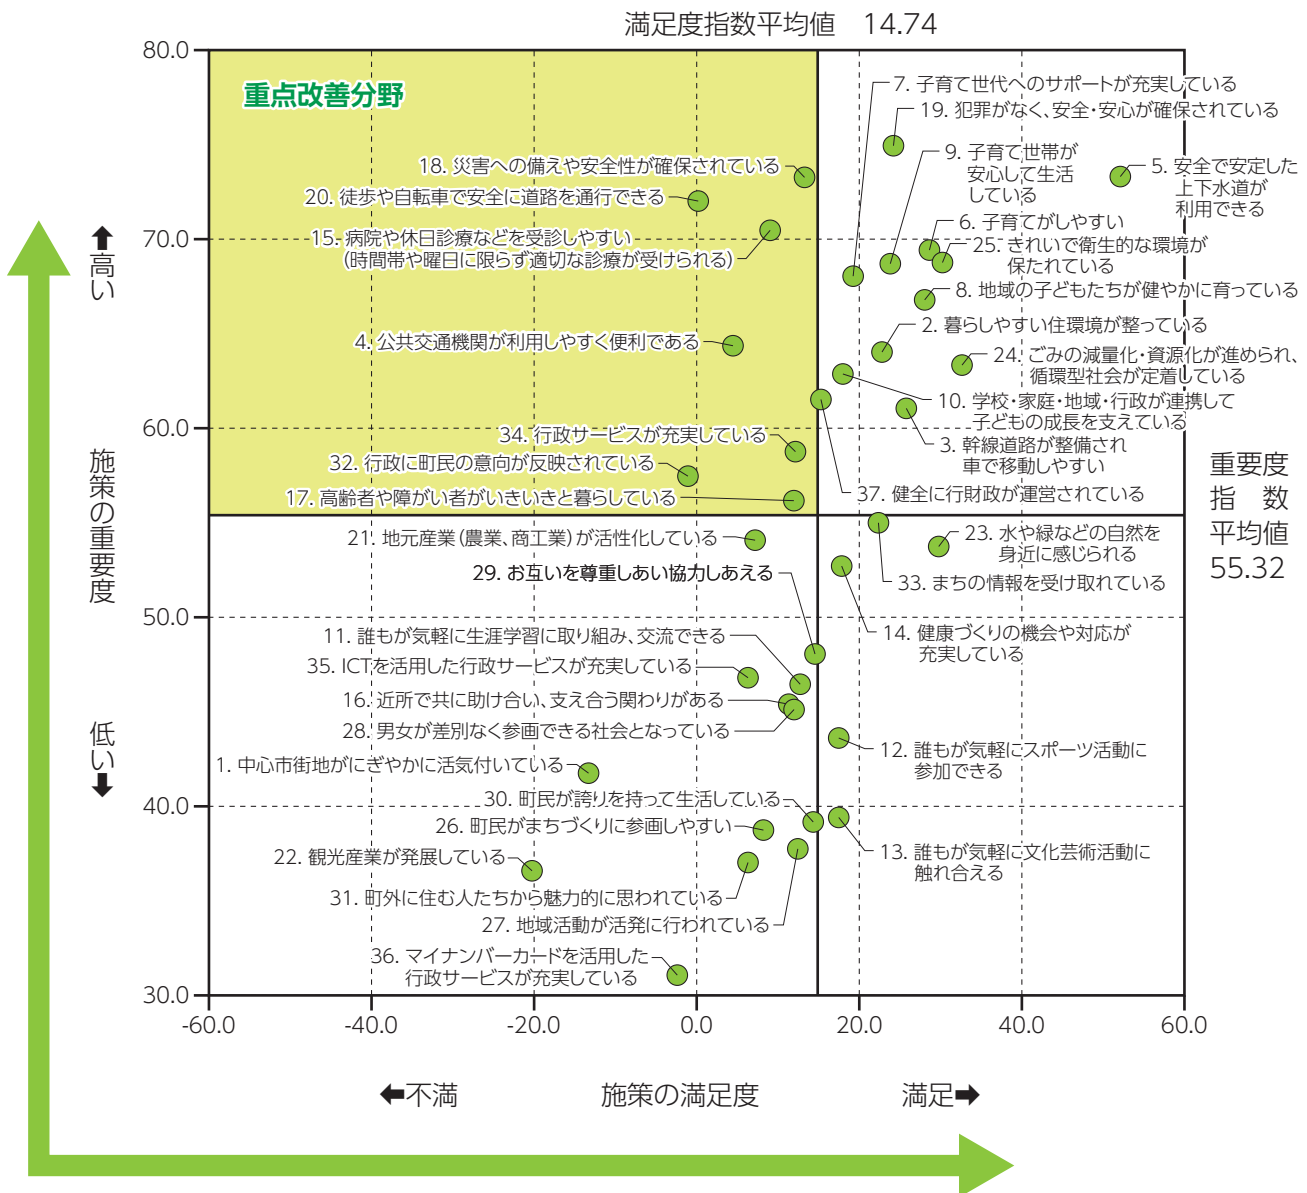 満足度指数平均値　14.74
80.0
70.0
60.0
50.0
40.0
30.0
重点改善分野
7. 子育て世代へのサポートが充実している
19. 犯罪がなく、安全・安心が確保されている
18. 災害への備えや安全性が確保されている
9. 子育て世帯が
安心して生活
している
5. 安全で安定した
上下水道が
利用できる
20. 徒歩や自転車で安全に道路を通行できる
6. 子育てがしやすい
15. 病院や休日診療などを受診しやすい
（時間帯や曜日に限らず適切な診療が受けられる）
25. きれいで衛生的な環境が
保たれている
8. 地域の子どもたちが健やかに育っている
2. 暮らしやすい住環境が整っている
4. 公共交通機関が利用しやすく便利である
24. ごみの減量化・資源化が進められ、
循環型社会が定着している
10. 学校・家庭・地域・行政が連携して
子どもの成長を支えている
34. 行政サービスが充実している
3. 幹線道路が整備され
車で移動しやすい
32. 行政に町民の意向が反映されている
17. 高齢者や障がい者がいきいきと暮らしている
37. 健全に行財政が運営されている
21. 地元産業（農業、商工業）が活性化している
23. 水や緑などの自然を
身近に感じられる
29. お互いを尊重しあい協力しあえる
33. まちの情報を受け取れている
11. 誰もが気軽に生涯学習に取り組み、交流できる
14. 健康づくりの機会や対応が
充実している
35. ICTを活用した行政サービスが充実している
16. 近所で共に助け合い、支え合う関わりがある
28. 男女が差別なく参画できる社会となっている
12. 誰もが気軽にスポーツ活動に
参加できる
1. 中心市街地がにぎやかに活気付いている
30. 町民が誇りを持って生活している
26. 町民がまちづくりに参画しやすい
13. 誰もが気軽に文化芸術活動に
触れ合える
22. 観光産業が発展している
31. 町外に住む人たちから魅力的に思われている
27. 地域活動が活発に行われている
36. マイナンバーカードを活用した
行政サービスが充実している
⬆高い
施策の重要度
低い⬇
重要度
指　数
平均値
55.32
-60.0
-40.0
-20.0
0.0
20.0
40.0
60.0
⬅不満
施策の満足度
満足➡